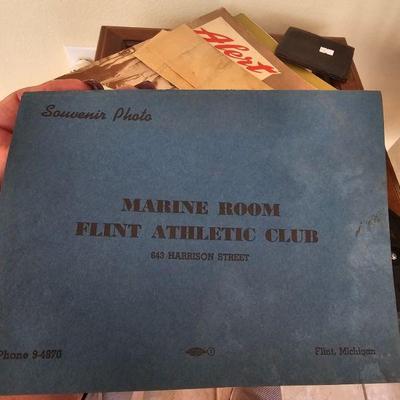 Alert
Souvenir Photo
MARINE ROOM
FLINT ATHLETIC CLUB
643 HARRISON STREET
Phone 9-4870
Flint, Michigan